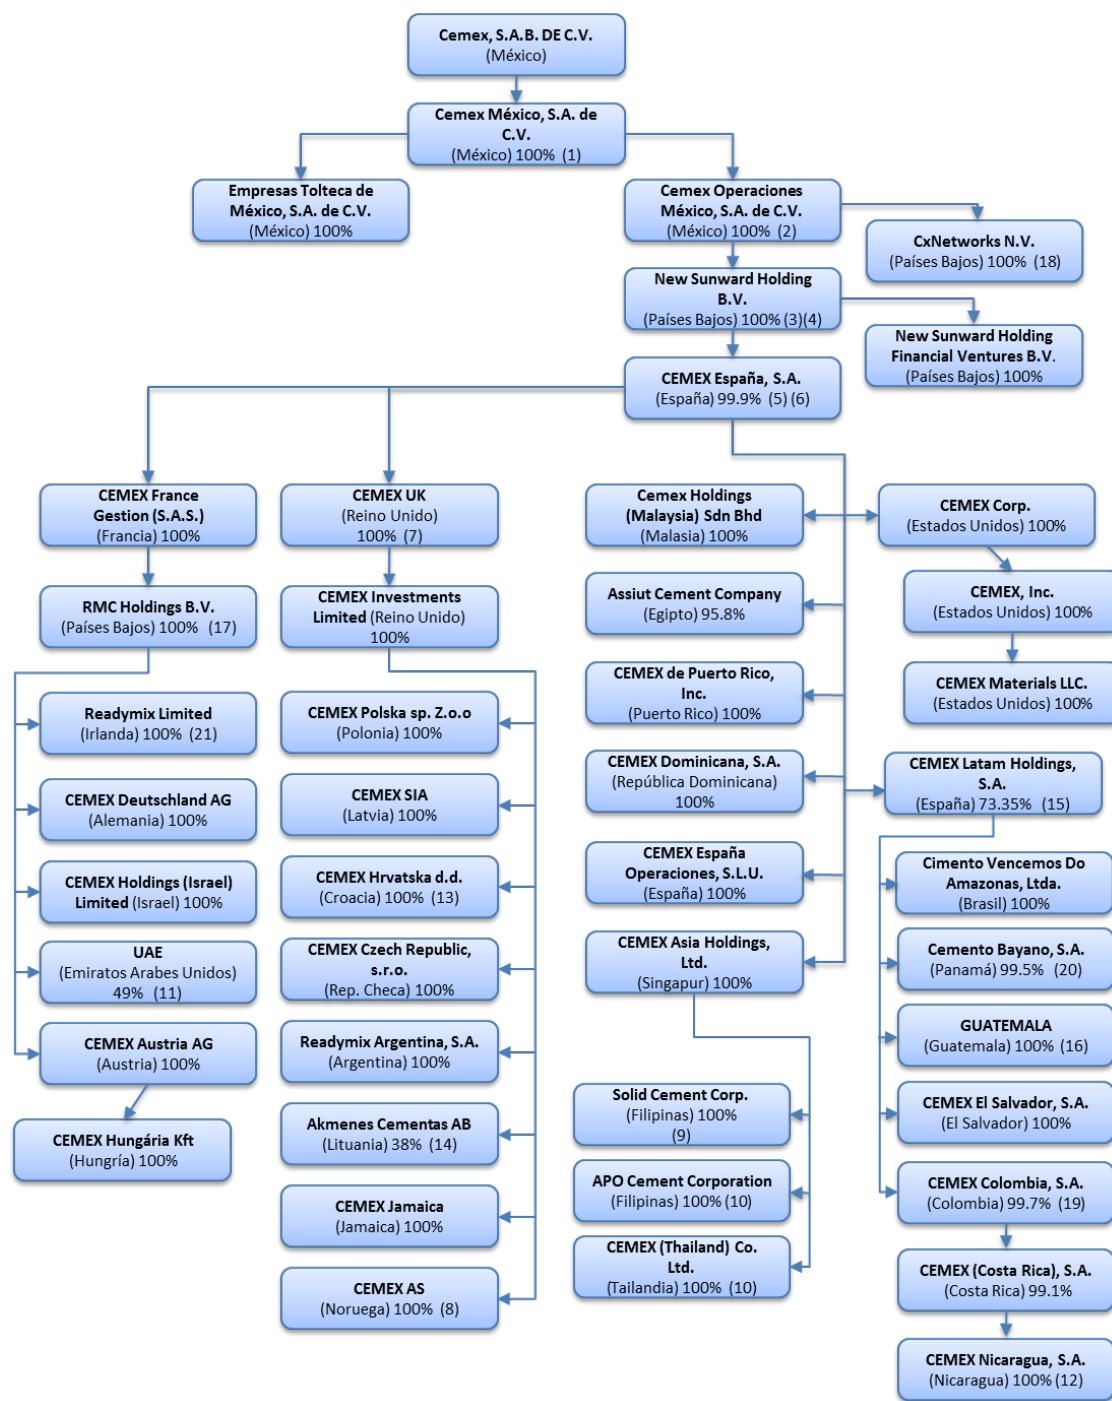 Cemex, S.A.B. DE C.V.
(México)
Cemex México, S.A. de
C.V.
(México) 100%  (1)
Empresas Tolteca de
México, S.A. de C.V.
(México) 100%
Cemex Operaciones
México, S.A. de C.V.
(México) 100%  (2)
CxNetworks N.V.
(Países Bajos) 100%  (18)
New Sunward Holding
B.V.
(Países Bajos) 100% (3)(4)
New Sunward Holding
Financial Ventures B.V.
(Países Bajos) 100%
CEMEX España, S.A.
(España) 99.9%  (5) (6)
CEMEX France
Gestion (S.A.S.)
(Francia) 100%
RMC Holdings B.V.
(Países Bajos) 100%  (17)
Readymix Limited
(Irlanda) 100%  (21)
CEMEX Deutschland AG
(Alemania) 100%
CEMEX Holdings (Israel)
Limited (Israel) 100%
UAE
(Emiratos Arabes Unidos)
49%  (11)
CEMEX Austria AG
(Austria) 100%
CEMEX Hungária Kft
(Hungría) 100%
CEMEX UK
(Reino Unido)
100%  (7)
CEMEX Investments
Limited (Reino Unido)
100%
CEMEX Polska sp. Z.o.o
(Polonia) 100%
CEMEX SIA
(Latvia) 100%
CEMEX Hrvatska d.d.
(Croacia) 100%  (13)
CEMEX Czech Republic,
s.r.o.
(Rep. Checa) 100%
Readymix Argentina, S.A.
(Argentina) 100%
Akmenes Cementas AB
(Lituania) 38%  (14)
CEMEX Jamaica
(Jamaica) 100%
CEMEX AS
(Noruega) 100%  (8)
Cemex Holdings
(Malaysia) Sdn Bhd
(Malasia) 100%
Assiut Cement Company
(Egipto) 95.8%
CEMEX de Puerto Rico,
Inc.
(Puerto Rico) 100%
CEMEX Dominicana, S.A.
(República Dominicana)
100%
CEMEX España
Operaciones, S.L.U.
(España) 100%
CEMEX Asia Holdings,
Ltd.
(Singapur) 100%
Solid Cement Corp.
(Filipinas) 100%
(9)
APO Cement Corporation
(Filipinas) 100% (10)
CEMEX (Thailand) Co.
Ltd.
(Tailandia) 100%  (10)
CEMEX Corp.
(Estados Unidos) 100%
CEMEX, Inc.
(Estados Unidos) 100%
CEMEX Materials LLC.
(Estados Unidos) 100%
CEMEX Latam Holdings,
S.A.
(España) 73.35%  (15)
Cimento Vencemos Do
Amazonas, Ltda.
(Brasil) 100%
Cemento Bayano, S.A.
(Panamá) 99.5%  (20)
GUATEMALA
(Guatemala) 100%  (16)
CEMEX El Salvador, S.A.
(El Salvador) 100%
CEMEX Colombia, S.A.
(Colombia) 99.7%  (19)
CEMEX (Costa Rica), S.A.
(Costa Rica) 99.1%
CEMEX Nicaragua, S.A.
(Nicaragua) 100% (12)